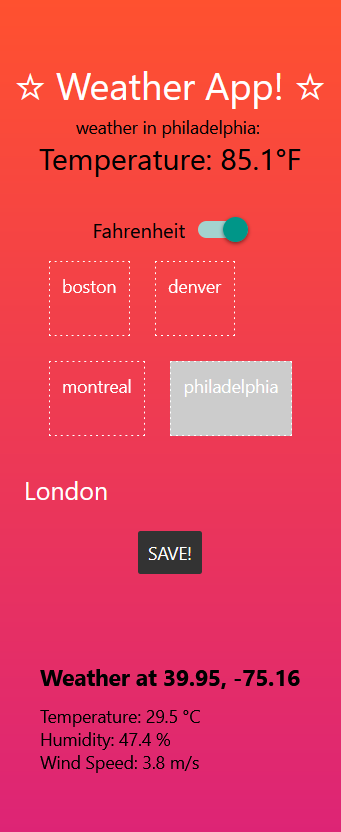 ☆ Weather App! ☆
weather in philadelphia:
Temperature: 85.1°F
Fahrenheit
boston
denver
montreal
philadelphia
London
SAVE!
Weather at 39.95, -75.16
Temperature: 29.5 °C
Humidity: 47.4 %
Wind Speed: 3.8 m/s